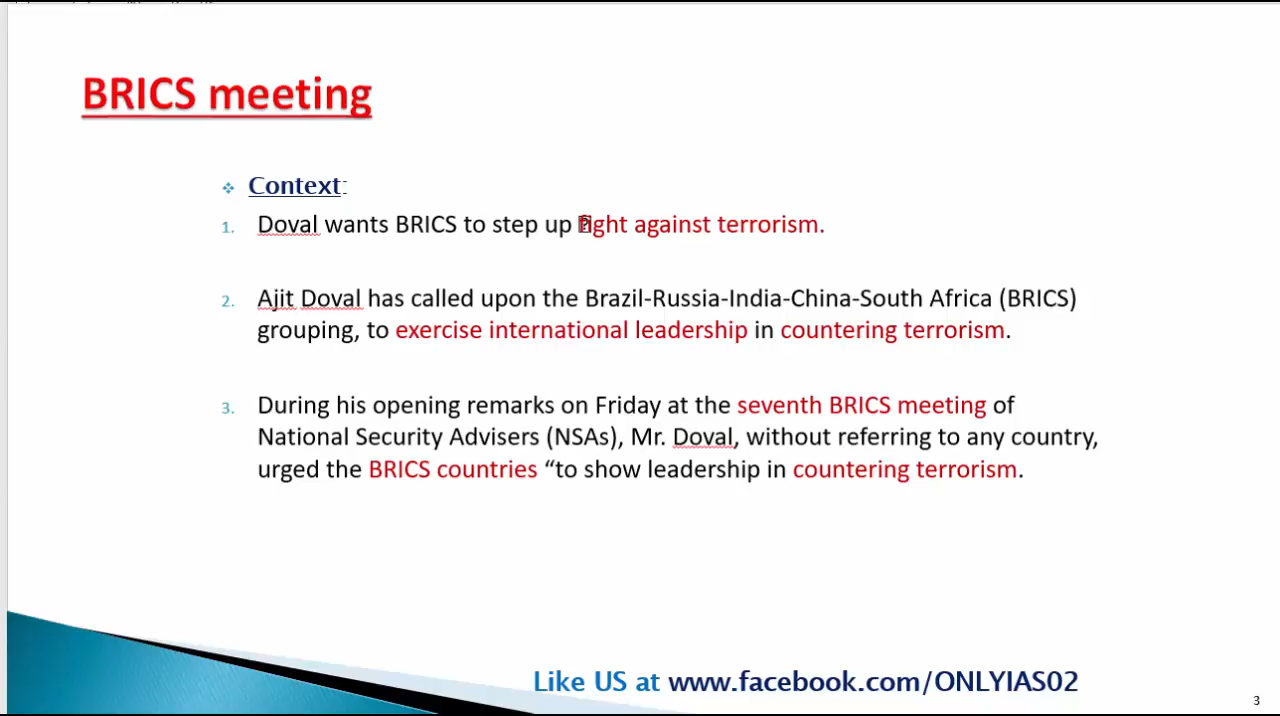 BRICS meeting
❖ Context:
1. Doval wants BRICS to step up fight against terrorism.
2. Ajit Doval has called upon the Brazil-Russia-India-China-South Africa (BRICS)
grouping, to exercise international leadership in countering terrorism.
3. During his opening remarks on Friday at the seventh BRICS meeting of
National Security Advisers (NSAs), Mr. Doval, without referring to any country,
urged the BRICS countries “to show leadership in countering terrorism.
Like US at www.facebook.com/ONLYIAS02
3